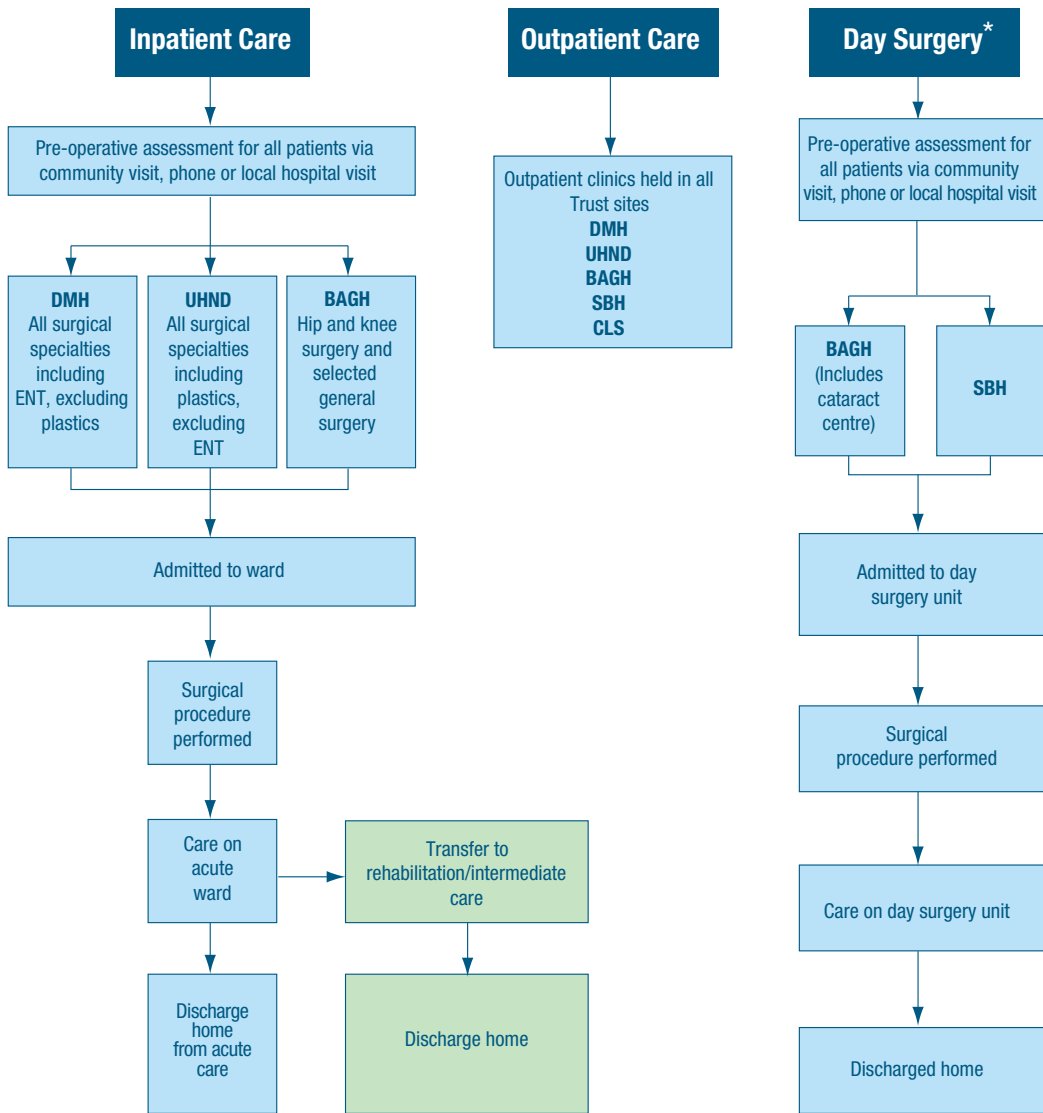 Inpatient Care
Pre-operative assessment for all patients via
community visit, phone or local hospital visit
DMH
All surgical
specialties
including
ENT, excluding
plastics
UHND
All surgical
specialties
including
plastics,
excluding
ENT
BAGH
Hip and knee
surgery and
selected
general
surgery
Admitted to ward
Surgical
procedure
performed
Care on
acute
ward
Transfer to
rehabilitation/intermediate
care
Discharge
home
from acute
care
Discharge home
Outpatient Care
Outpatient clinics held in all
Trust sites
DMH
UHND
BAGH
SBH
CLS
Day Surgery*
Pre-operative assessment for
all patients via community
visit, phone or local hospital visit
BAGH
(Includes
cataract
centre)
SBH
Admitted to day
surgery unit
Surgical
procedure performed
Care on day surgery unit
Discharged home